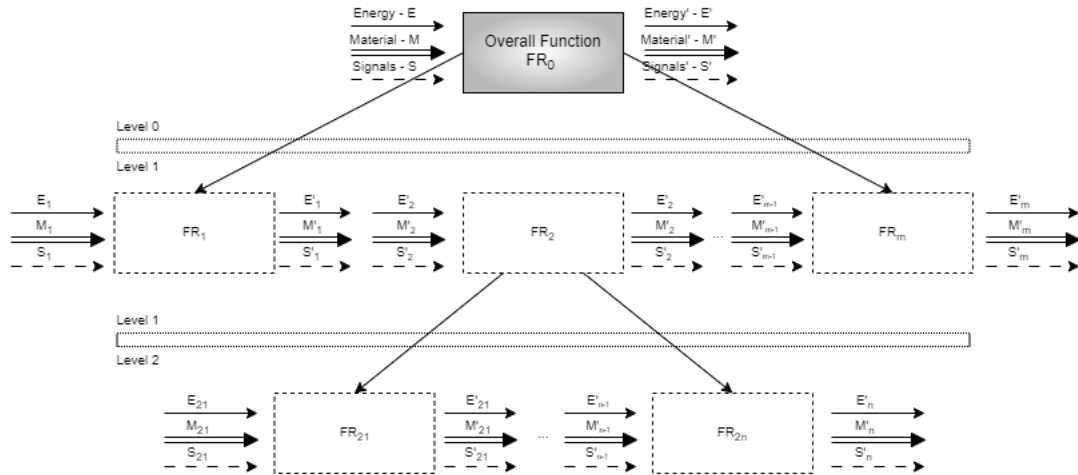 Energy - E
Material - M
Signals - S
Overall Function
FR0
Energy' - E'
Material' - M'
Signals' - S'
Level 0
Level 1
E1
M1
S1
FR1
E'1
M'1
S'1
E'2
M'2
S'2
FR2
E'2
M'2
S'2
...
E'm-1
M'm-1
S'm-1
FRm
E'm
M'm
S'm
Level 1
Level 2
E21
M21
S21
FR21
E'21
M'21
S'21
...
E'n-1
M'n-1
S'n-1
FR2n
E'n
M'n
S'n